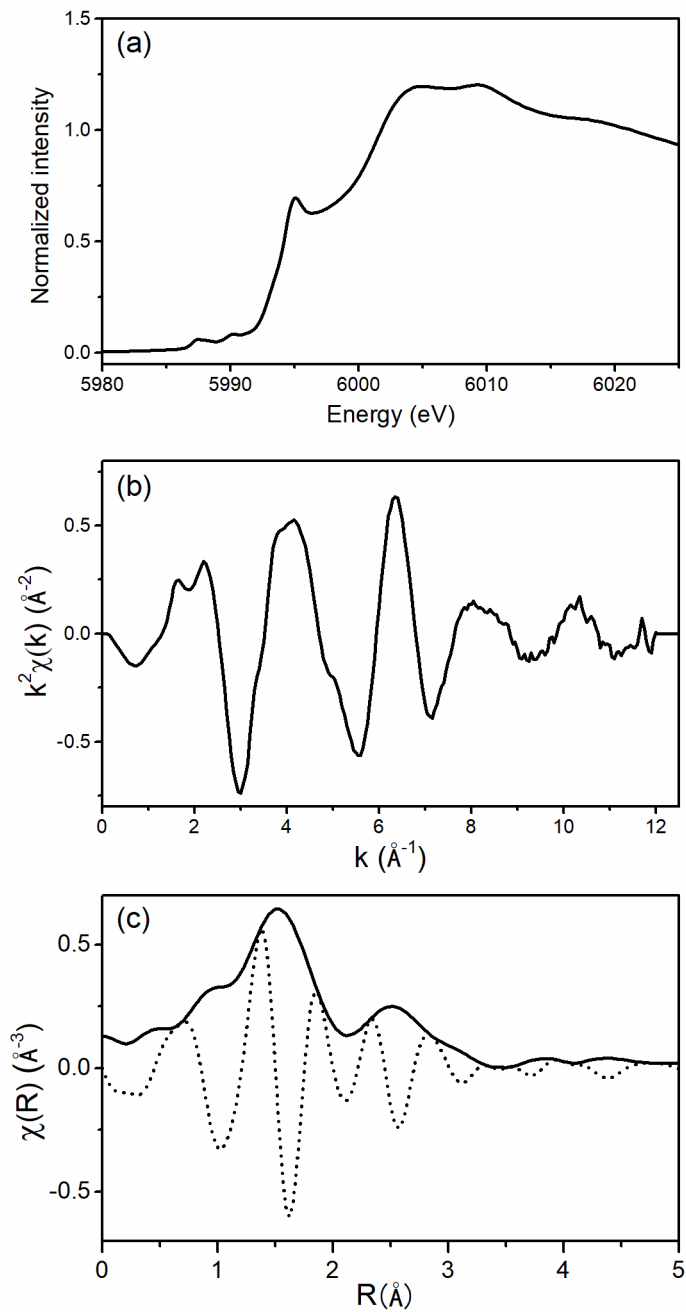 (a)
Normalized intensity
1.5
1.0
0.5
0.0
5980 5990 6000 6010 6020
Energy (eV)
(b)
k²χ(k) (Å⁻²)
0.5
0.0
-0.5
0 2 4 6 8 10 12
k (Å⁻¹)
(c)
χ(R) (Å⁻³)
0.5
0.0
-0.5
0 1 2 3 4 5
R(Å)